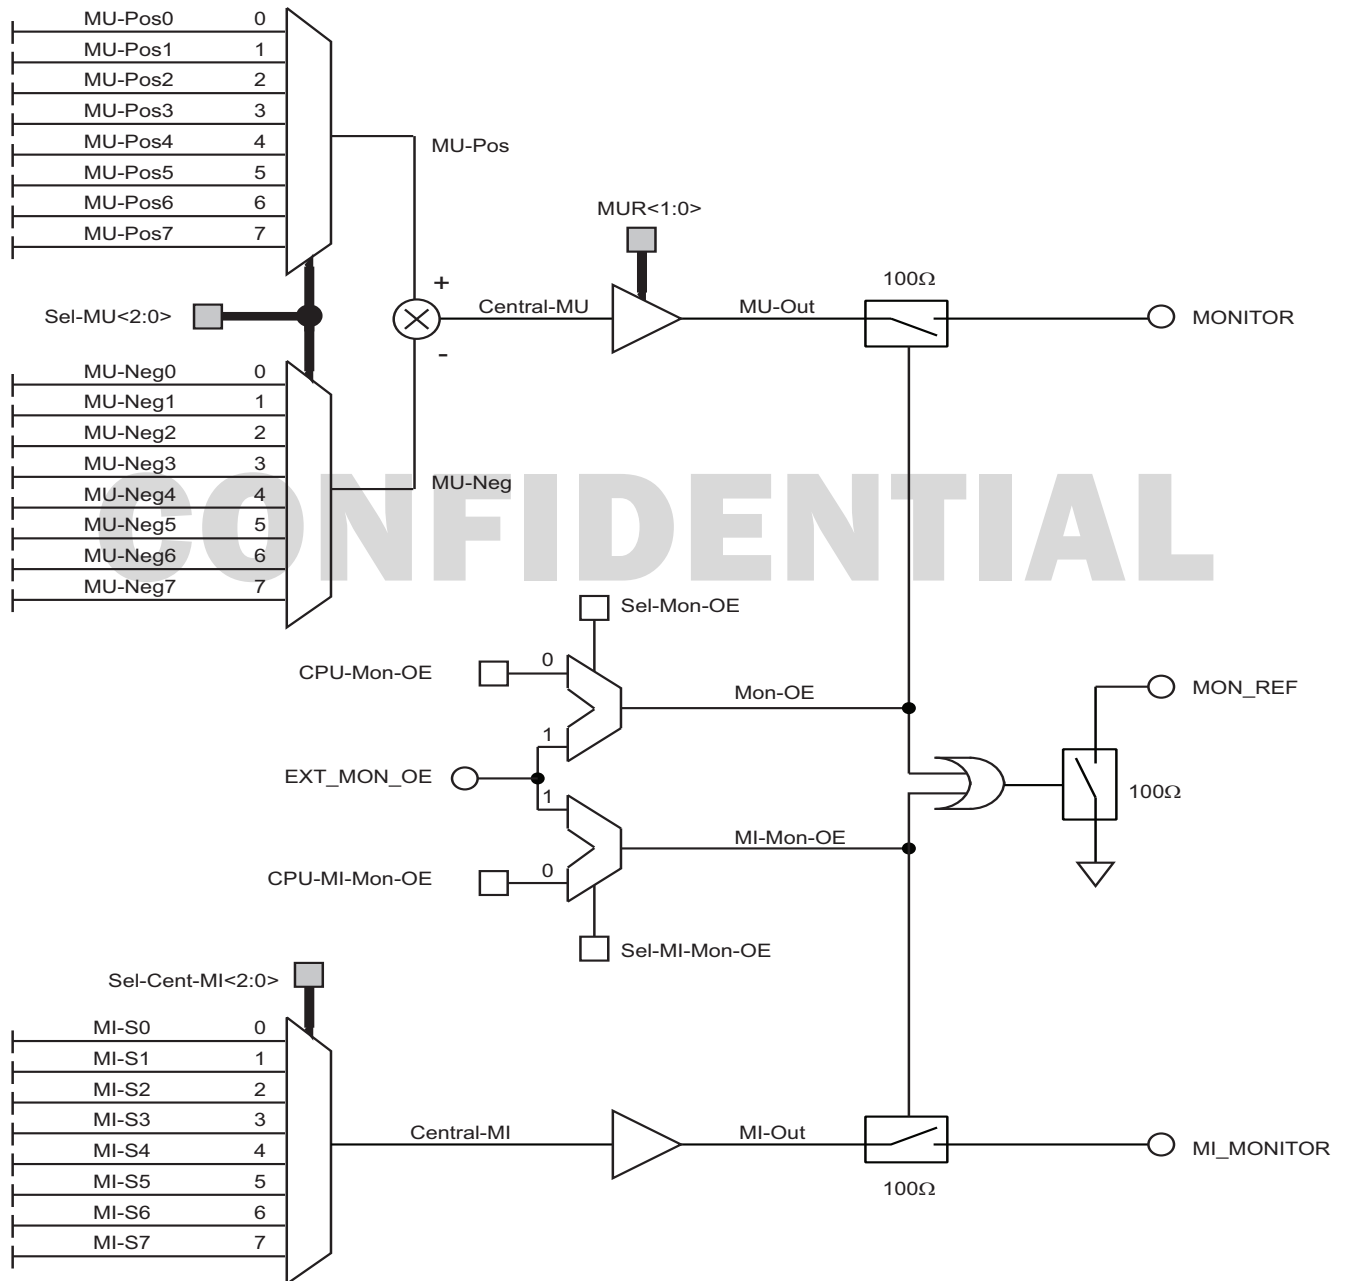 MU-Pos0 0
MU-Pos1 1
MU-Pos2 2
MU-Pos3 3
MU-Pos4 4
MU-Pos5 5
MU-Pos6 6
MU-Pos7 7
MU-Pos
MUR<1:0>
Sel-MU<2:0>
+
-
Central-MU
MU-Out
100Ω
MONITOR
MU-Neg0 0
MU-Neg1 1
MU-Neg2 2
MU-Neg3 3
MU-Neg4 4
MU-Neg5 5
MU-Neg6 6
MU-Neg7 7
MU-Neg
CONFIDENTIAL
Sel-Mon-OE
CPU-Mon-OE 0
Mon-OE
1
EXT_MON_OE
1
MI-Mon-OE
CPU-MI-Mon-OE 0
Sel-MI-Mon-OE
MON_REF
100Ω
Sel-Cent-MI<2:0>
MI-S0 0
MI-S1 1
MI-S2 2
MI-S3 3
MI-S4 4
MI-S5 5
MI-S6 6
MI-S7 7
Central-MI
MI-Out
100Ω
MI_MONITOR